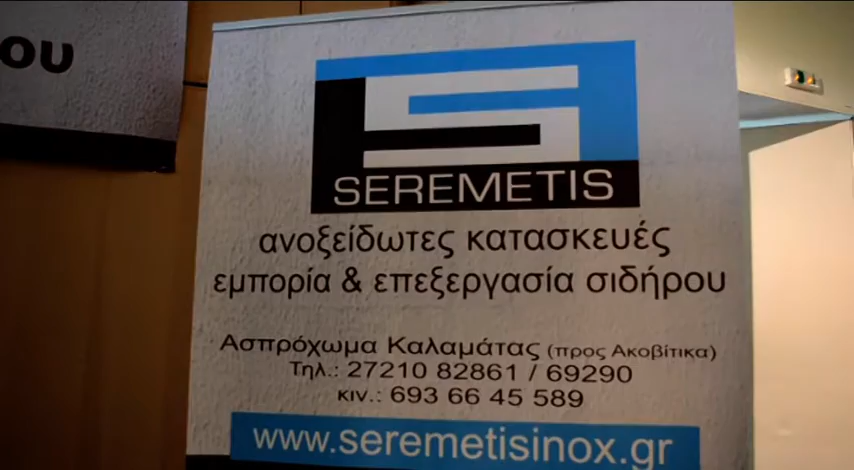 ου
SEREMETIS
ανοξείδωτες κατασκευές
εμπορία & επεξεργασία σιδήρου
Ασπρόχωμα Καλαμάτας (προς Ακοβίτικα)
Τηλ.: 27210 82861 / 69290
κιν.: 693 66 45 589
www.seremetisinox.gr